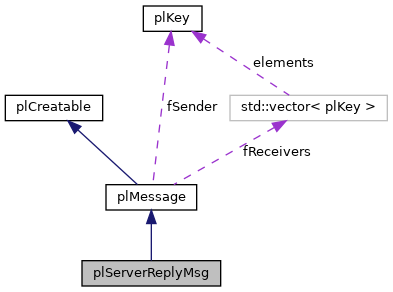 plKey
elements
plCreatable
fSender
std::vector< plKey >
fReceivers
plMessage
plServerReplyMsg